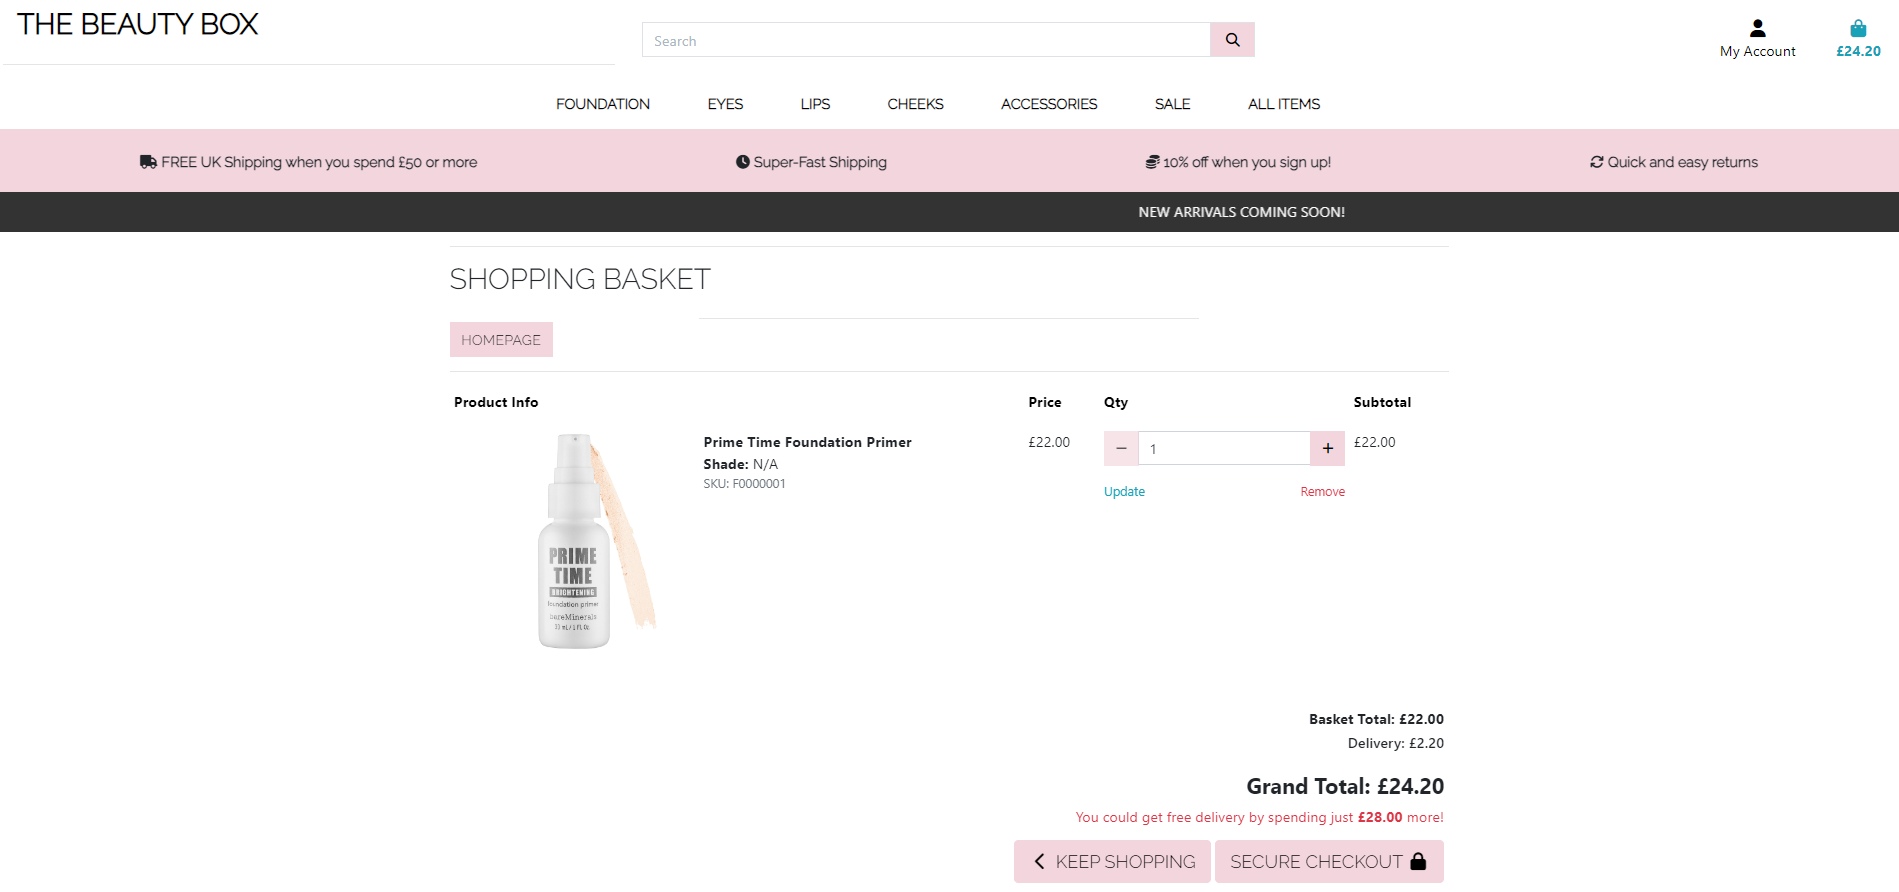 THE BEAUTY BOX
Search
My Account
£24.20
FOUNDATION EYES LIPS CHEEKS ACCESSORIES SALE ALL ITEMS
FREE UK Shipping when you spend £50 or more Super-Fast Shipping 10% off when you sign up! Quick and easy returns
NEW ARRIVALS COMING SOON!
SHOPPING BASKET
HOMEPAGE
Product Info Price Qty Subtotal
Prime Time Foundation Primer £22.00 1 £22.00
Shade: N/A
SKU: F0000001
Update Remove
PRIME
TIME
BRIGHTENING
foundation primer
bareMinerals
30 mL / 1 Fl. Oz.
Basket Total: £22.00
Delivery: £2.20
Grand Total: £24.20
You could get free delivery by spending just £28.00 more!
KEEP SHOPPING SECURE CHECKOUT